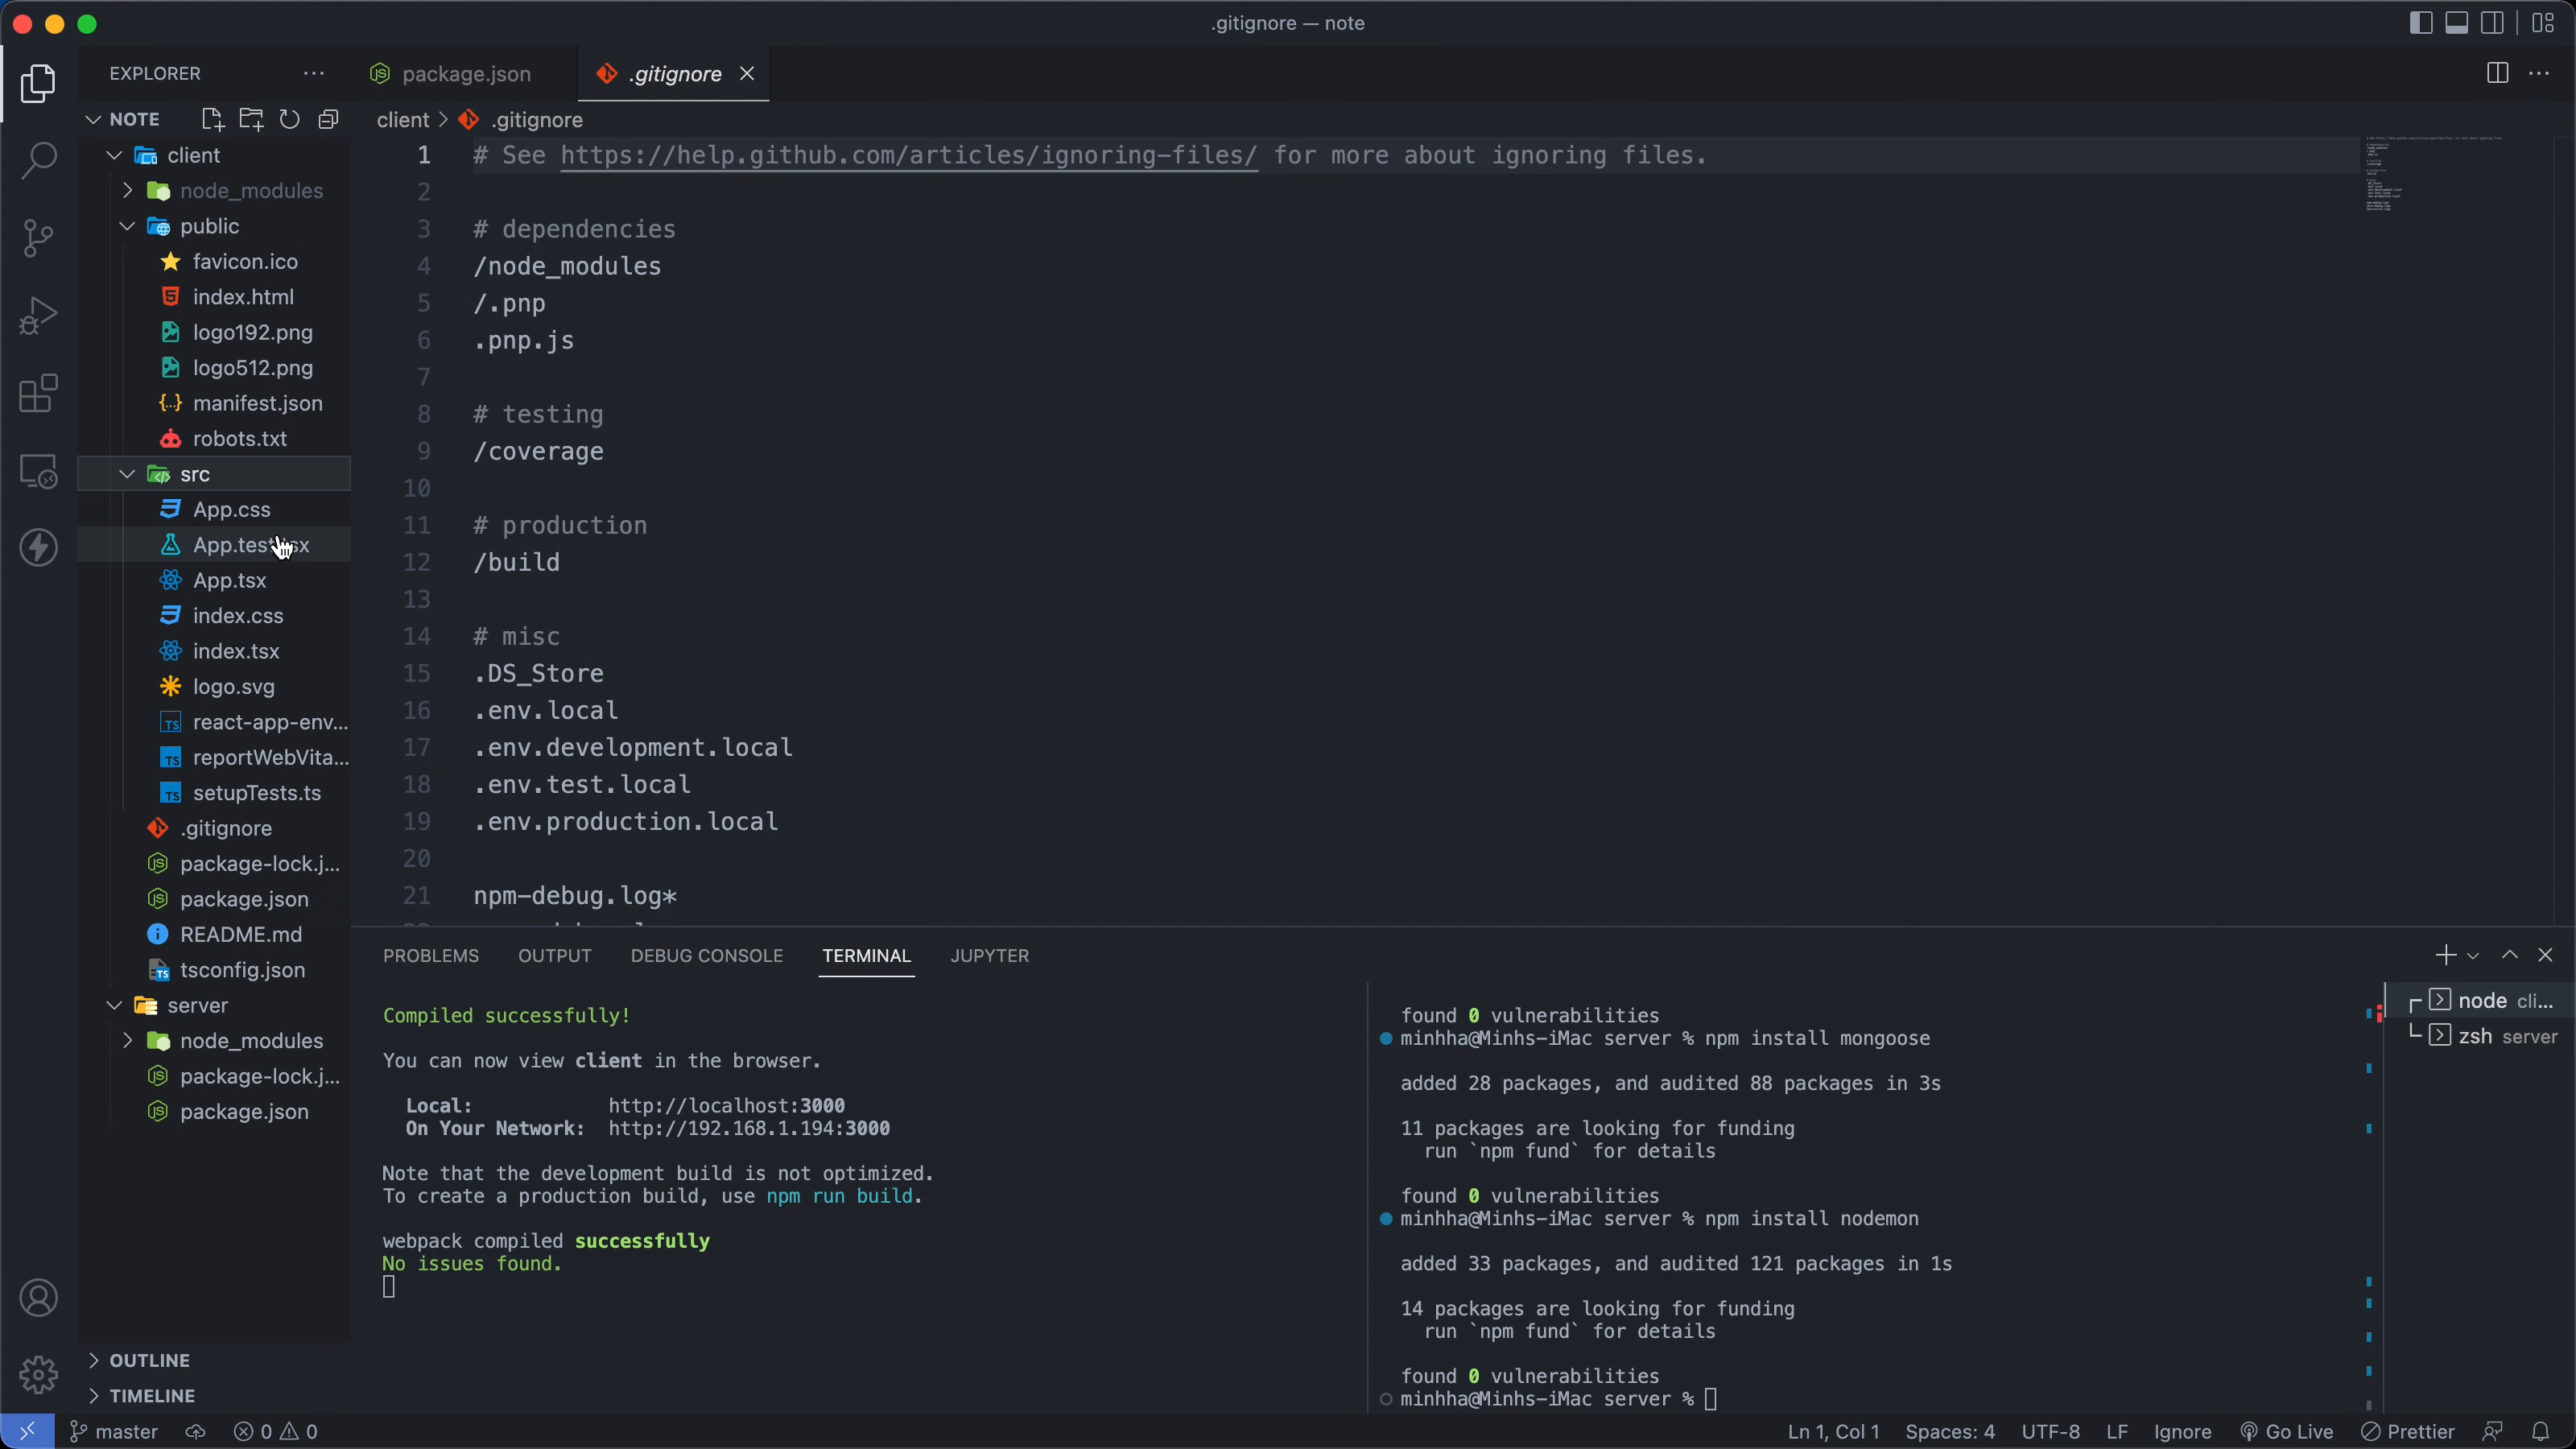 .gitignore — note
EXPLORER
package.json
.gitignore
NOTE
client > .gitignore
client
node_modules
public
favicon.ico
index.html
logo192.png
logo512.png
manifest.json
robots.txt
src
App.css
App.test.tsx
App.tsx
index.css
index.tsx
logo.svg
react-app-env...
reportWebVita...
setupTests.ts
.gitignore
package-lock.j...
package.json
README.md
tsconfig.json
server
node_modules
package-lock.j...
package.json
OUTLINE
TIMELINE
1 # See https://help.github.com/articles/ignoring-files/ for more about ignoring files.
2
3 # dependencies
4 /node_modules
5 /.pnp
6 .pnp.js
7
8 # testing
9 /coverage
10
11 # production
12 /build
13
14 # misc
15 .DS_Store
16 .env.local
17 .env.development.local
18 .env.test.local
19 .env.production.local
20
21 npm-debug.log*
PROBLEMS OUTPUT DEBUG CONSOLE TERMINAL JUPYTER
Compiled successfully!
You can now view client in the browser.
Local: http://localhost:3000
On Your Network: http://192.168.1.194:3000
Note that the development build is not optimized.
To create a production build, use npm run build.
webpack compiled successfully
No issues found.
found 0 vulnerabilities
minhha@Minhs-iMac server % npm install mongoose
added 28 packages, and audited 88 packages in 3s
11 packages are looking for funding
run `npm fund` for details
found 0 vulnerabilities
minhha@Minhs-iMac server % npm install nodemon
added 33 packages, and audited 121 packages in 1s
14 packages are looking for funding
run `npm fund` for details
found 0 vulnerabilities
minhha@Minhs-iMac server %
node cli...
zsh server
master 0 0 Ln 1, Col 1 Spaces: 4 UTF-8 LF Ignore Go Live Prettier